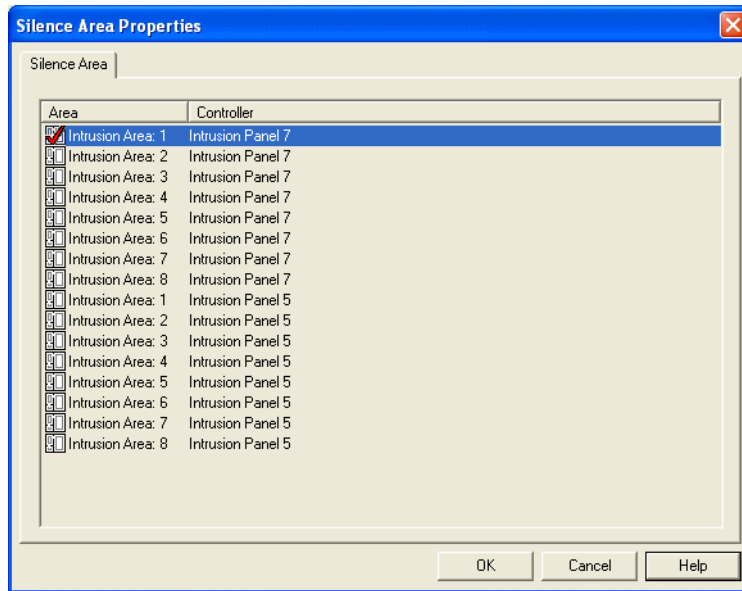 Silence Area Properties
Silence Area
Area Controller
Intrusion Area: 1 Intrusion Panel 7
Intrusion Area: 2 Intrusion Panel 7
Intrusion Area: 3 Intrusion Panel 7
Intrusion Area: 4 Intrusion Panel 7
Intrusion Area: 5 Intrusion Panel 7
Intrusion Area: 6 Intrusion Panel 7
Intrusion Area: 7 Intrusion Panel 7
Intrusion Area: 8 Intrusion Panel 7
Intrusion Area: 1 Intrusion Panel 5
Intrusion Area: 2 Intrusion Panel 5
Intrusion Area: 3 Intrusion Panel 5
Intrusion Area: 4 Intrusion Panel 5
Intrusion Area: 5 Intrusion Panel 5
Intrusion Area: 6 Intrusion Panel 5
Intrusion Area: 7 Intrusion Panel 5
Intrusion Area: 8 Intrusion Panel 5
OK Cancel Help